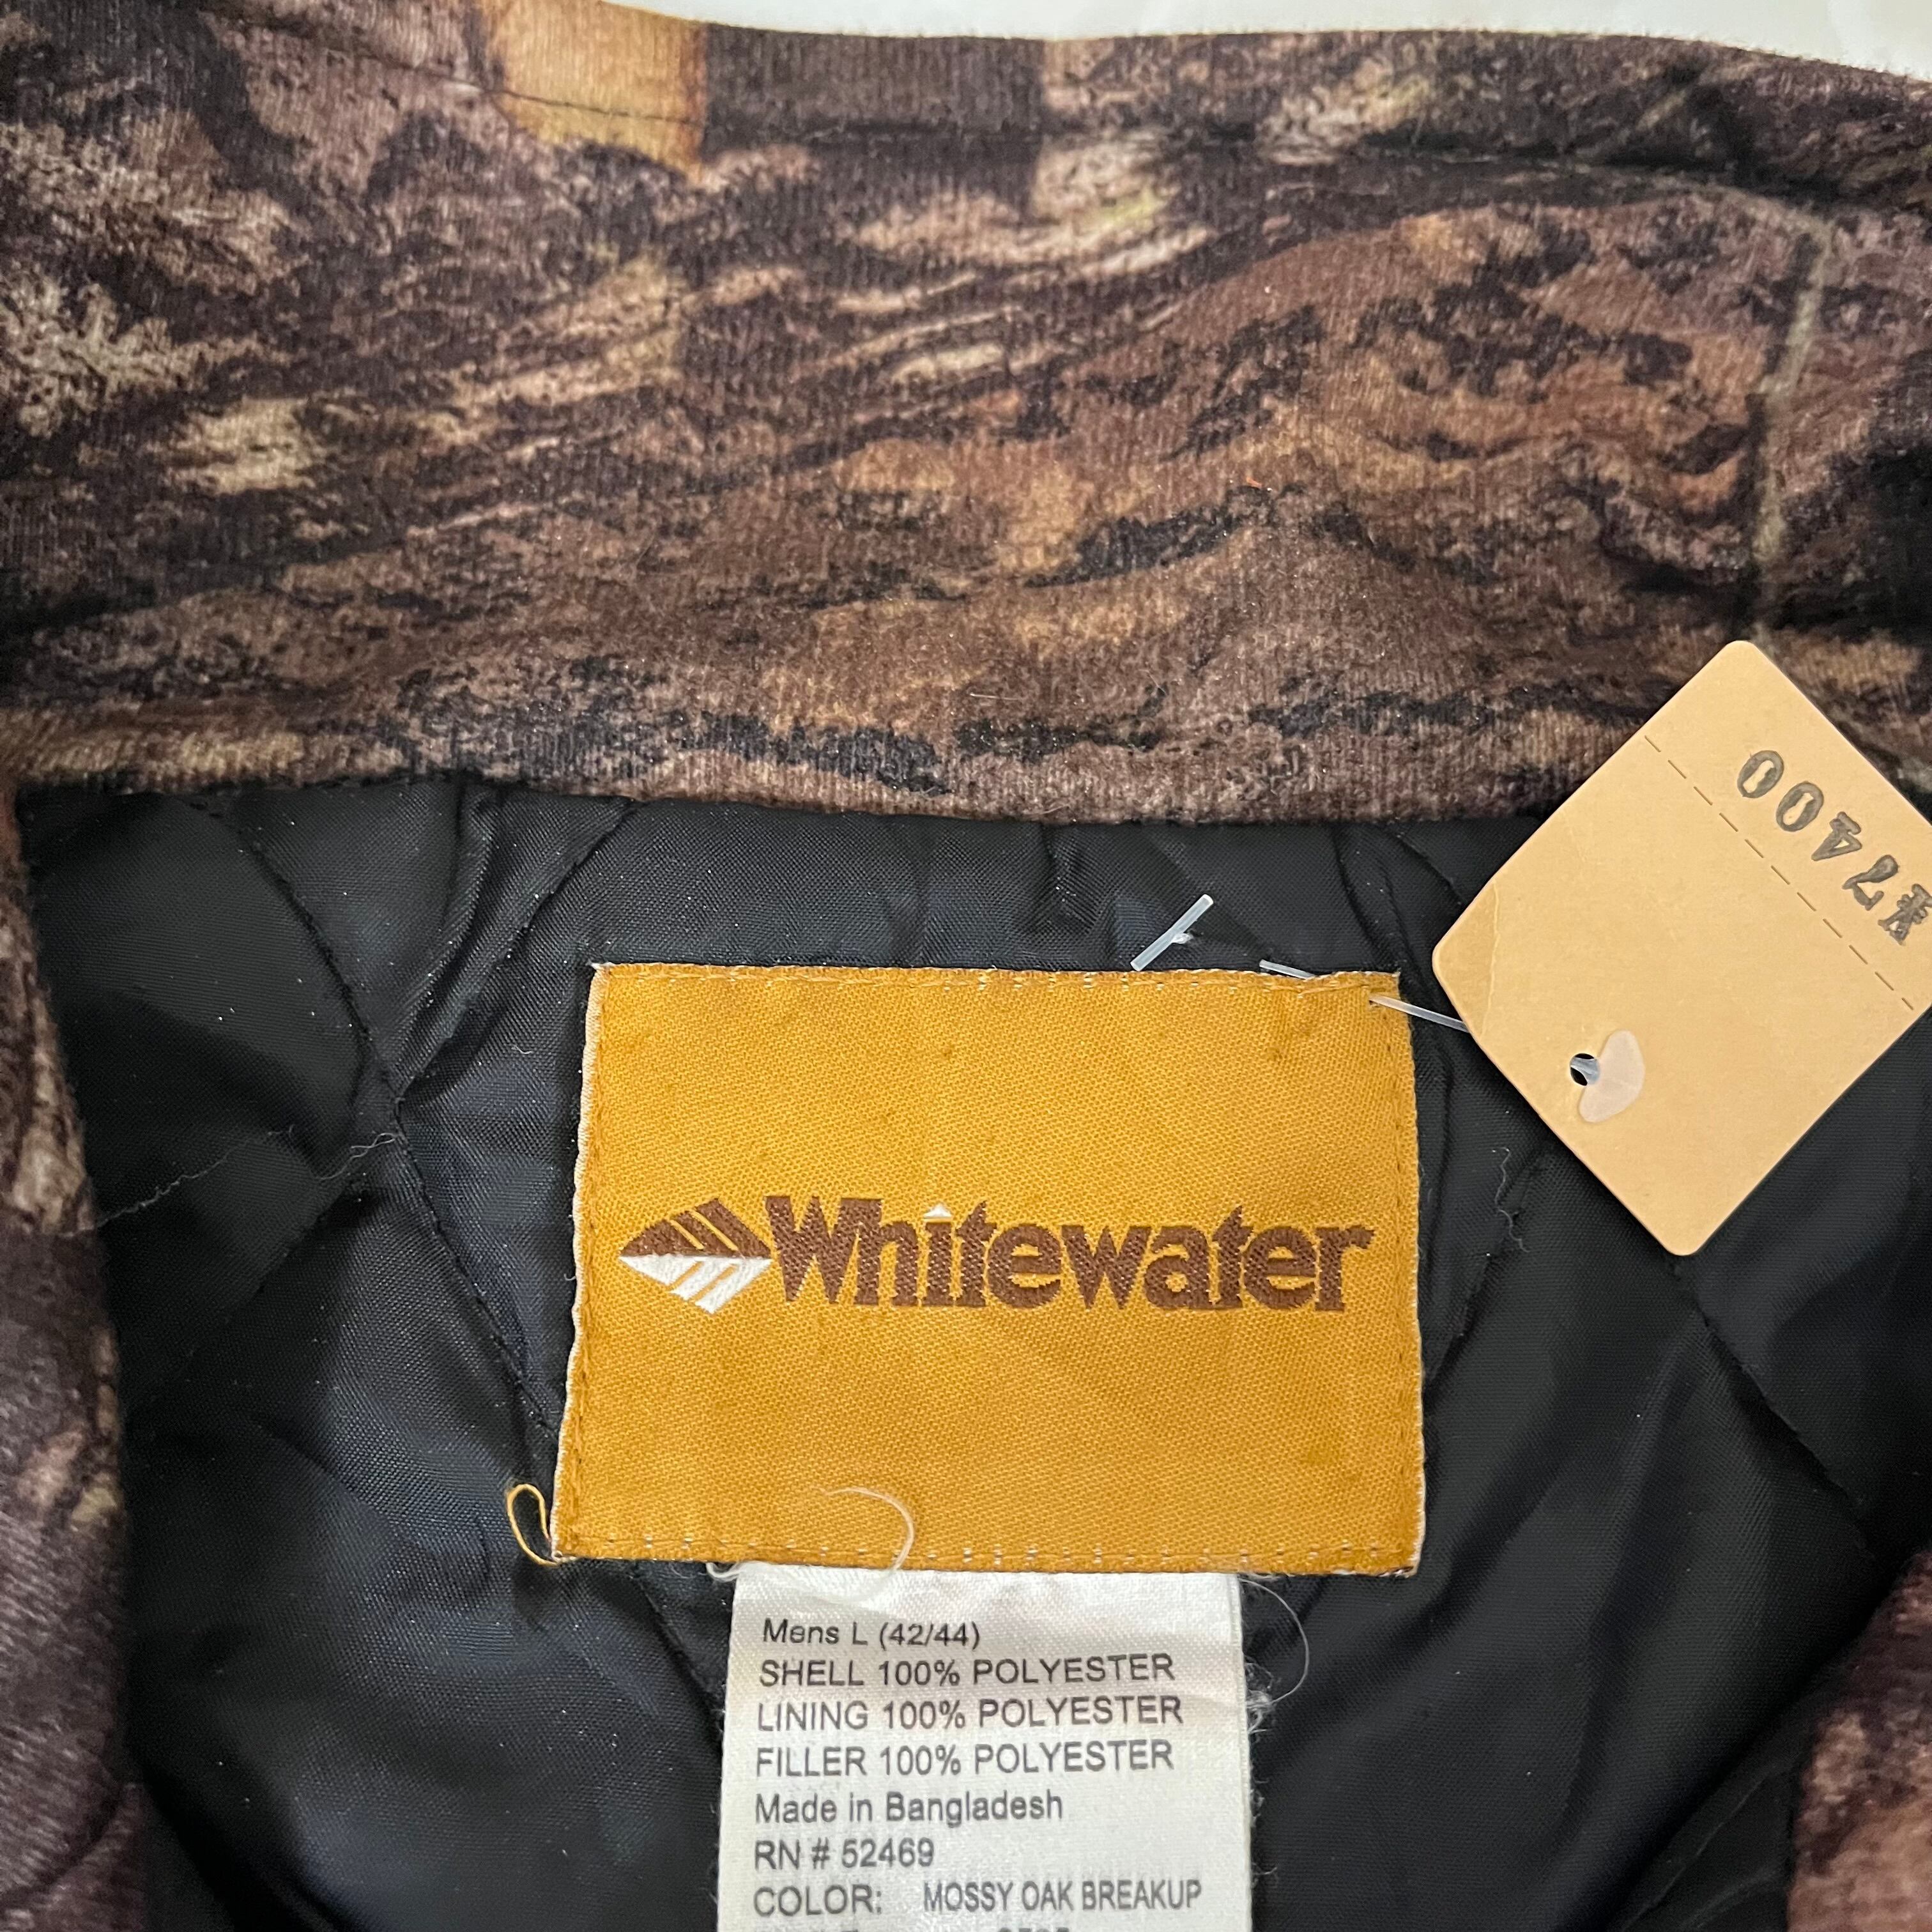 ¥7400
Whitewater
Mens L (42/44)
SHELL 100% POLYESTER
LINING 100% POLYESTER
FILLER 100% POLYESTER
Made in Bangladesh
RN # 52469
COLOR: MOSSY OAK BREAKUP